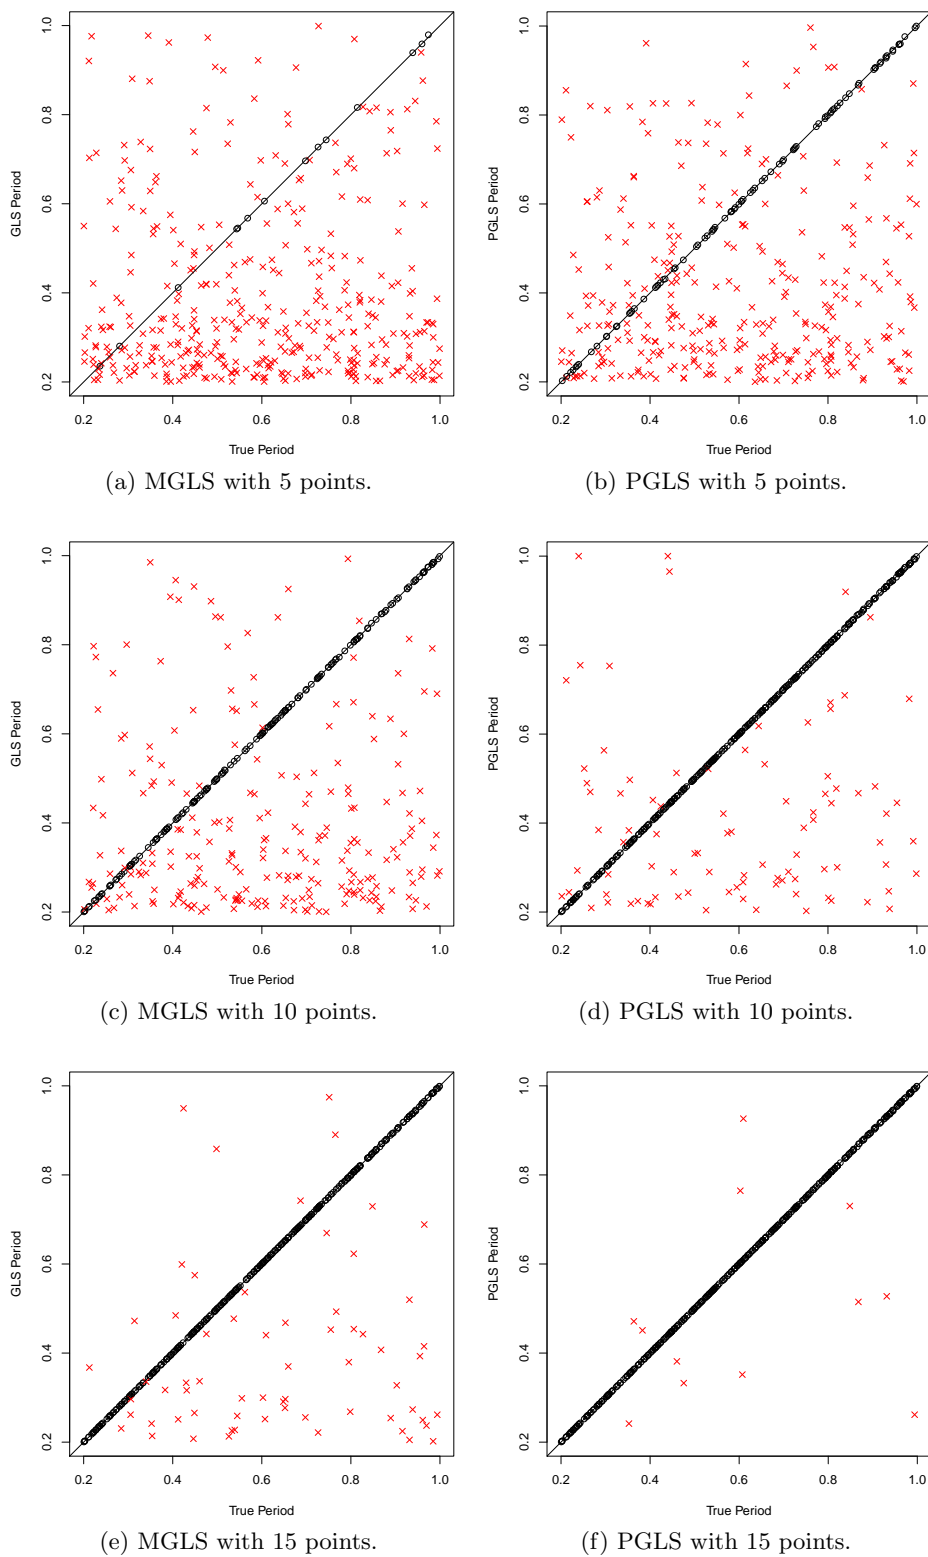 GLS Period
0.2 0.4 0.6 0.8 1.0
0.2 0.4 0.6 0.8 1.0
True Period
(a) MGLS with 5 points.
PGLS Period
0.2 0.4 0.6 0.8 1.0
0.2 0.4 0.6 0.8 1.0
True Period
(b) PGLS with 5 points.
GLS Period
0.2 0.4 0.6 0.8 1.0
0.2 0.4 0.6 0.8 1.0
True Period
(c) MGLS with 10 points.
PGLS Period
0.2 0.4 0.6 0.8 1.0
0.2 0.4 0.6 0.8 1.0
True Period
(d) PGLS with 10 points.
GLS Period
0.2 0.4 0.6 0.8 1.0
0.2 0.4 0.6 0.8 1.0
True Period
(e) MGLS with 15 points.
PGLS Period
0.2 0.4 0.6 0.8 1.0
0.2 0.4 0.6 0.8 1.0
True Period
(f) PGLS with 15 points.